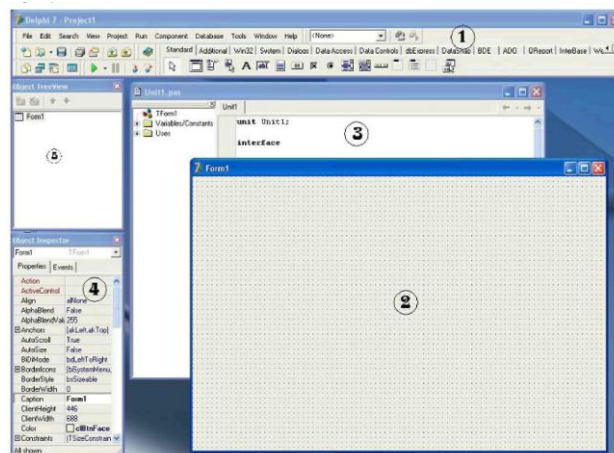 Delphi 7 - Project1
File Edit Search View Project Run Component Database Tools Window Help <None>
1
Standard Additional Win32 System Dialogs Data Access Data Controls dbExpress DataSnap BDE ADO QReport InterBase
Object TreeView
Form1
5
Unit1.pas
TForm1
Variables/Constants
Uses
Unit1
unit Unit1;
interface
3
Form1
2
Object Inspector
Form1 TForm1
Properties Events
4
Action
ActiveControl
Align alNone
AlphaBlend False
AlphaBlendVal 255
Anchors [akLeft,akTop]
AutoScroll True
AutoSize False
BiDiMode bdLeftToRight
BorderIcons [biSystemMenu,
BorderStyle bsSizeable
BorderWidth 0
Caption Form1
ClientHeight 446
ClientWidth 688
Color clBtnFace
Constraints (TSizeConstrain
All shown